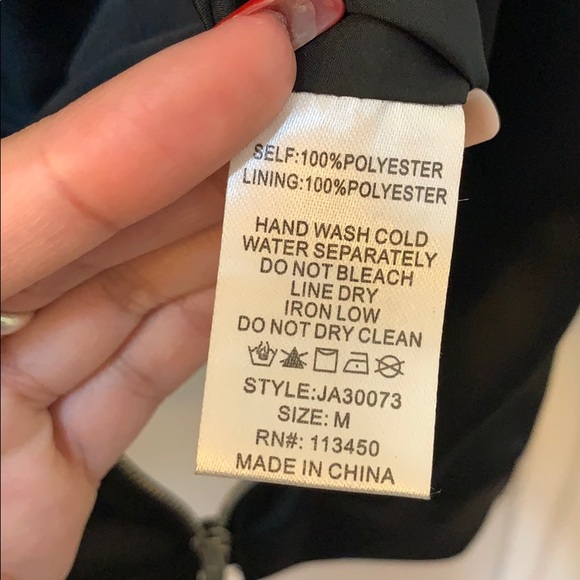 SELF:100%POLYESTER
LINING:100%POLYESTER
HAND WASH COLD
WATER SEPARATELY
DO NOT BLEACH
LINE DRY
IRON LOW
DO NOT DRY CLEAN
STYLE:JA30073
SIZE: M
RN#: 113450
MADE IN CHINA